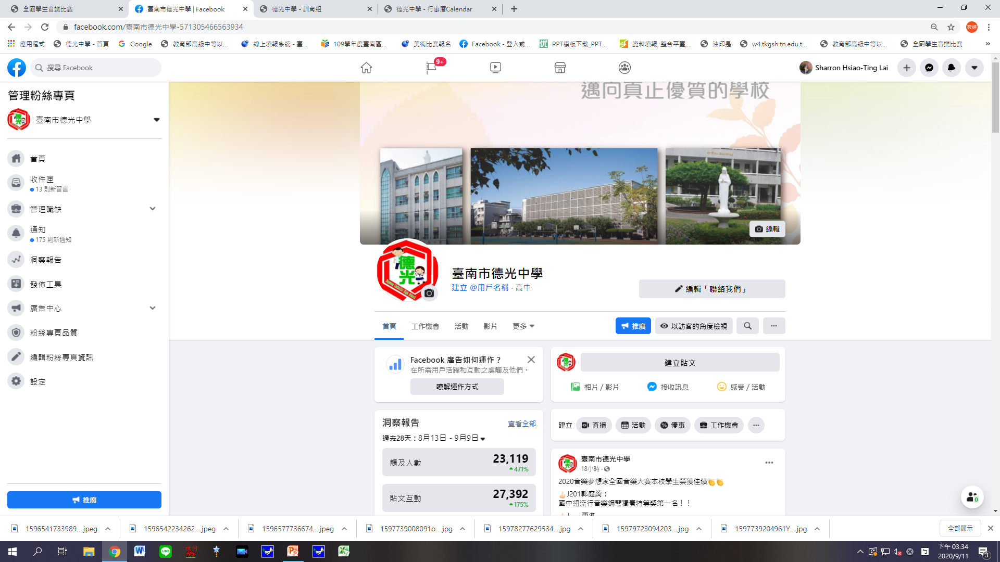 全國學生音樂比賽
臺南市德光中學 | Facebook
德光中學 - 訓育組
德光中學 - 行事曆Calendar
facebook.com/臺南市德光中學-571305466563934
筱婷
應用程式
德光中學 - 首頁
Google
教育部高級中等以...
線上填報系統 - 臺...
109學年度臺南區...
美術比賽報名
Facebook - 登入或...
PPT模板下载_PPT...
資料填報, 整合平臺,...
油印是
w4.tkgsh.tn.edu.t...
教育部高級中等以...
全國學生音樂比賽
搜尋 Facebook
9+
Sharron Hsiao-Ting Lai
管理粉絲專頁
臺南市德光中學
首頁
收件匣
13 則新留言
管理職缺
通知
175 則新通知
洞察報告
發佈工具
廣告中心
粉絲專頁品質
編輯粉絲專頁資訊
設定
推廣
邁向真正優質的學校
編輯
德光
臺南市德光中學
建立 @用戶名稱 · 高中
編輯「聯絡我們」
首頁
工作機會
活動
影片
更多
推廣
以訪客的角度檢視
Facebook 廣告如何運作？
在所需用戶活躍和互動之處觸及他們。
瞭解運作方式
洞察報告
查看全部
過去28天：8月13日 - 9月9日
觸及人數
23,119
471%
貼文互動
27,392
175%
建立貼文
相片 / 影片
接收訊息
感受 / 活動
建立
直播
活動
優惠
工作機會
臺南市德光中學
18小時
2020音樂夢想家全國音樂大賽本校學生榮獲佳績👏👏
👍J201郭庭綺：
國中組流行音樂鋼琴獨奏特等獎第一名！！
更多
0
1596541733989....jpeg
1596542234262....jpeg
1596577736674....jpeg
1597739008091o....jpg
15978277629534....jpg
15979723094203....jpg
1597739204961Y....jpg
全部顯示
下午 03:34
2020/9/11
3